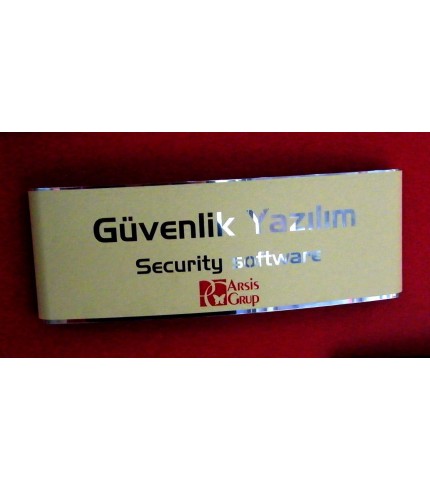 Güvenlik Yazılım
Security software
Arsis
Grup